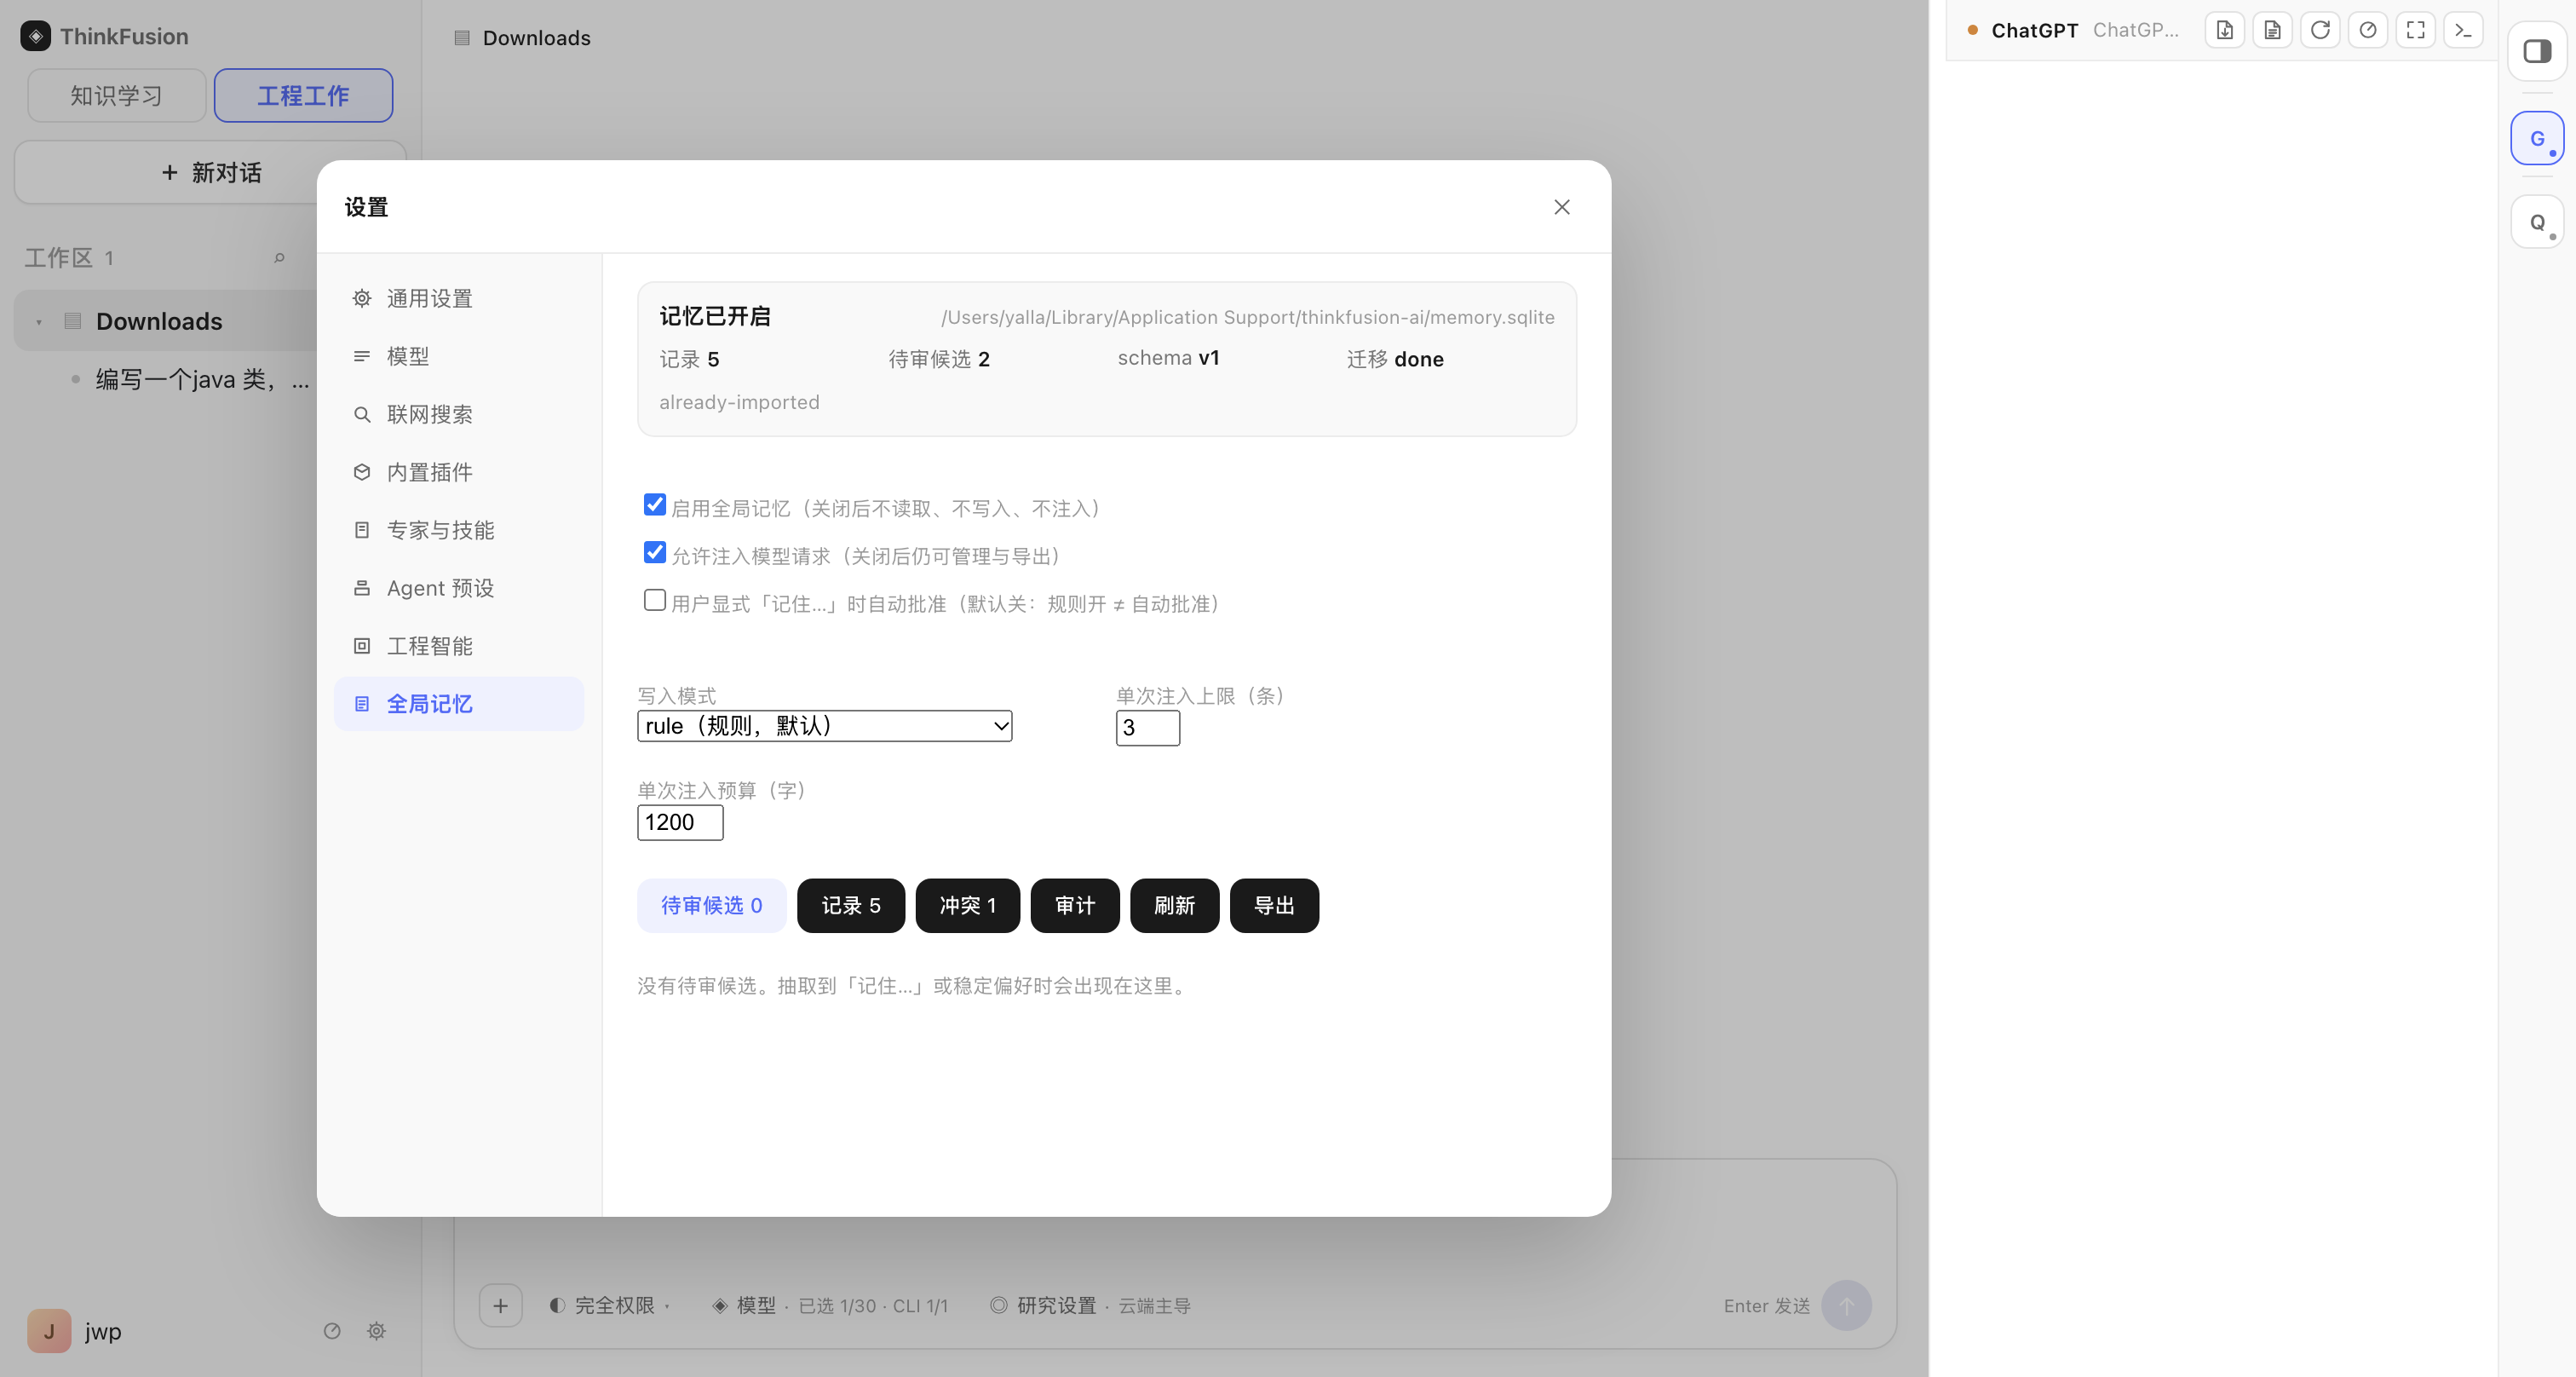 ThinkFusion
知识学习
工程工作
+ 新对话
工作区 1
Downloads
编写一个java 类，...
J jwp
Downloads
设置
通用设置
模型
联网搜索
内置插件
专家与技能
Agent 预设
工程智能
全局记忆
记忆已开启
/Users/yalla/Library/Application Support/thinkfusion-ai/memory.sqlite
记录 5
待审候选 2
schema v1
迁移 done
already-imported
启用全局记忆（关闭后不读取、不写入、不注入）
允许注入模型请求（关闭后仍可管理与导出）
用户显式「记住...」时自动批准（默认关：规则开 ≠ 自动批准）
写入模式
rule（规则，默认）
单次注入上限（条）
3
单次注入预算（字）
1200
待审候选 0
记录 5
冲突 1
审计
刷新
导出
没有待审候选。抽取到「记住...」或稳定偏好时会出现在这里。
+
完全权限
模型 · 已选 1/30 · CLI 1/1
研究设置 · 云端主导
Enter 发送
ChatGPT ChatGP...
G
Q